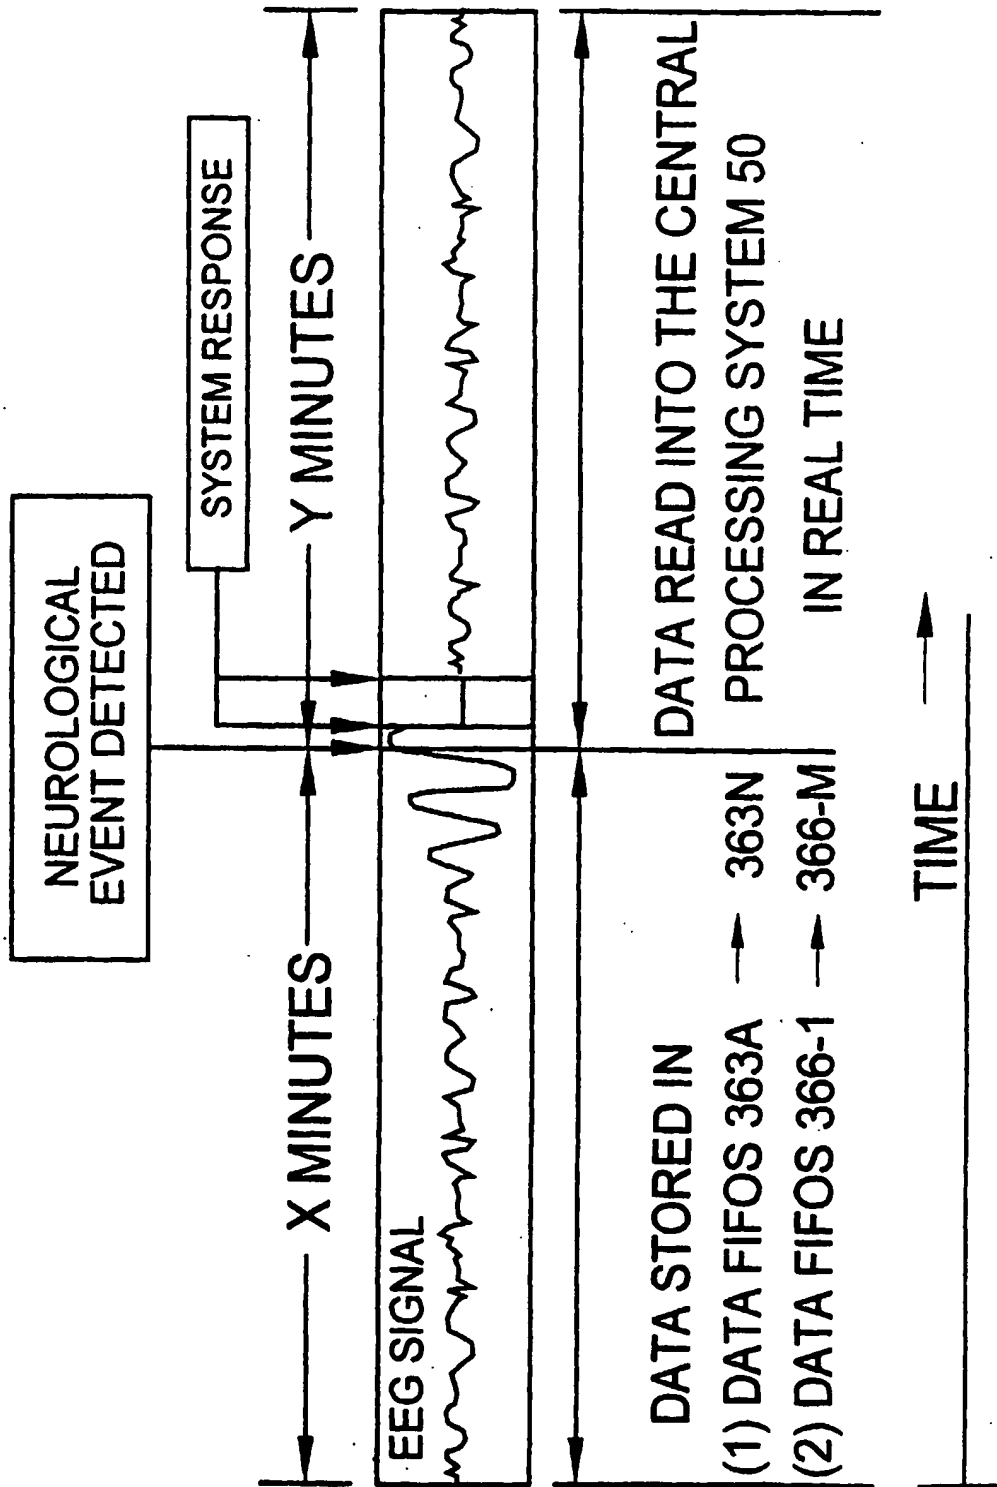 NEUROLOGICAL
EVENT DETECTED
SYSTEM RESPONSE
X MINUTES
Y MINUTES
EEG SIGNAL
DATA STORED IN
(1) DATA FIFOS 363A → 363N
(2) DATA FIFOS 366-1 → 366-M
DATA READ INTO THE CENTRAL
PROCESSING SYSTEM 50
IN REAL TIME
TIME →